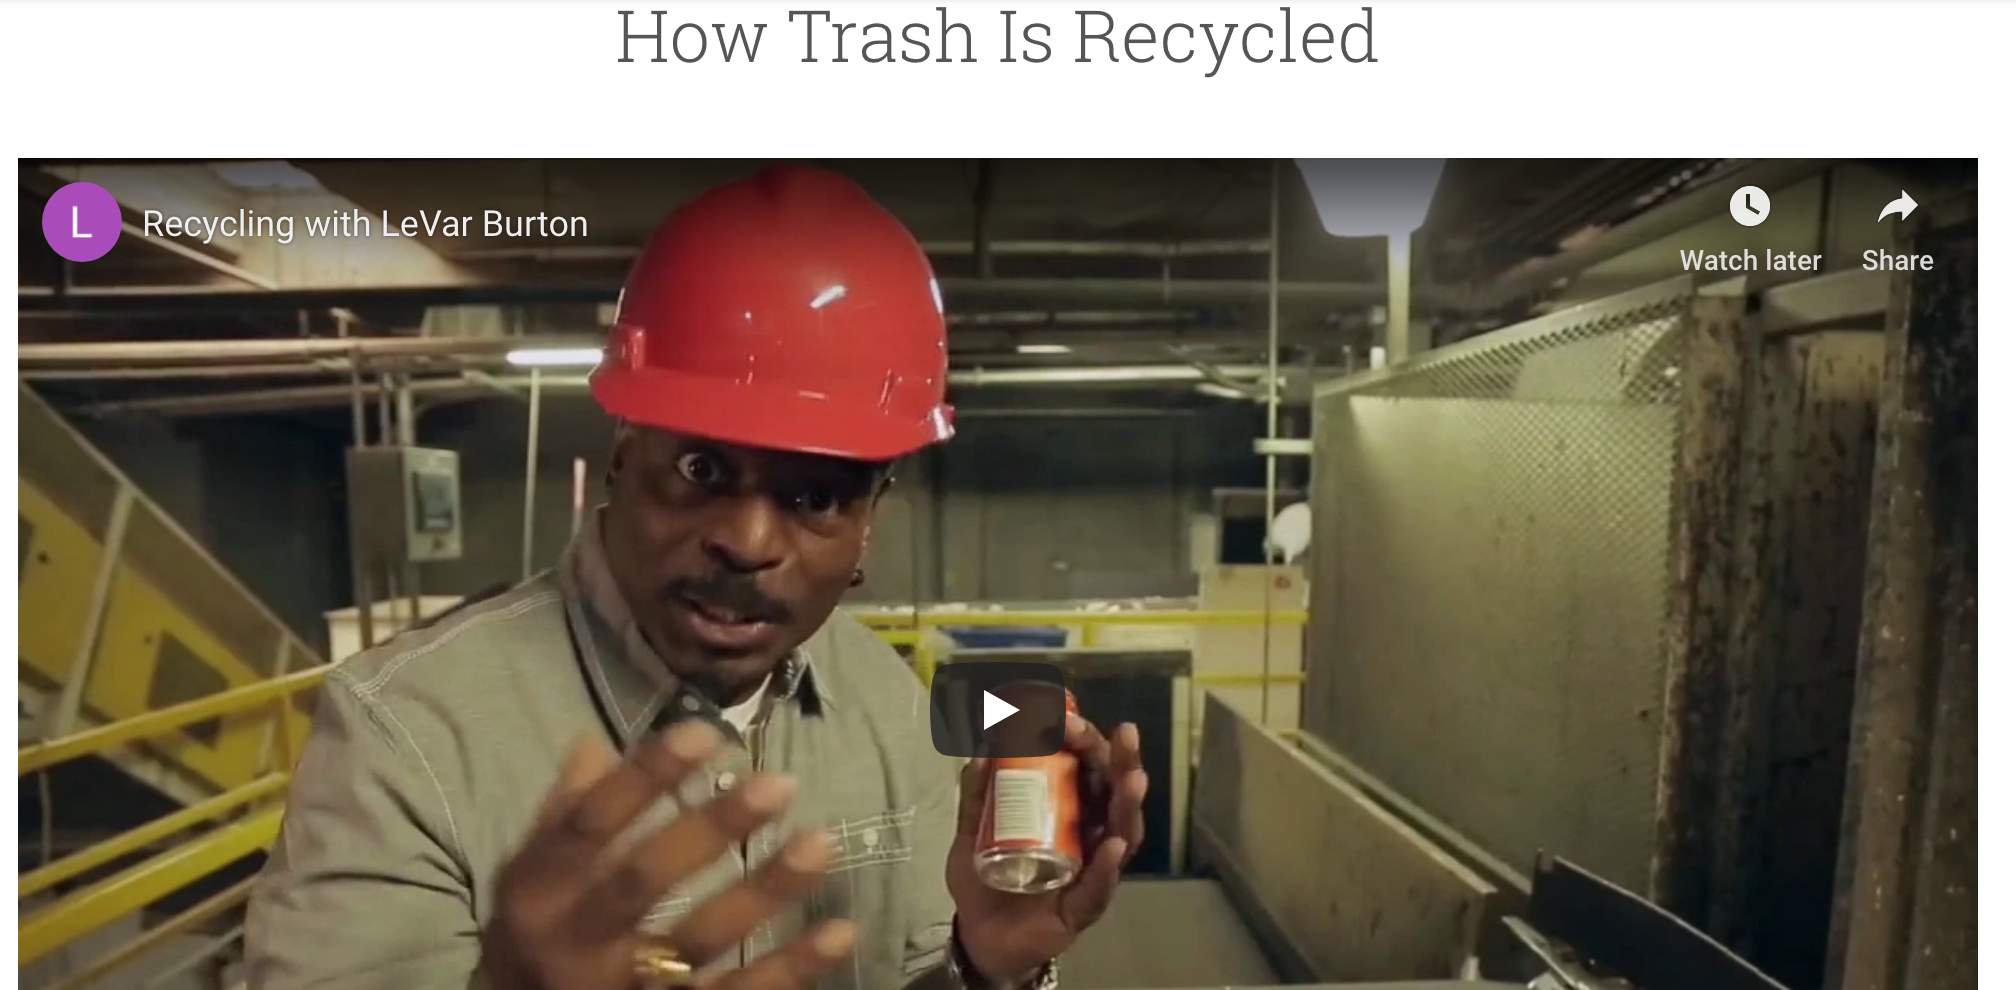 How Trash Is Recycled
L
Recycling with LeVar Burton
Watch later
Share